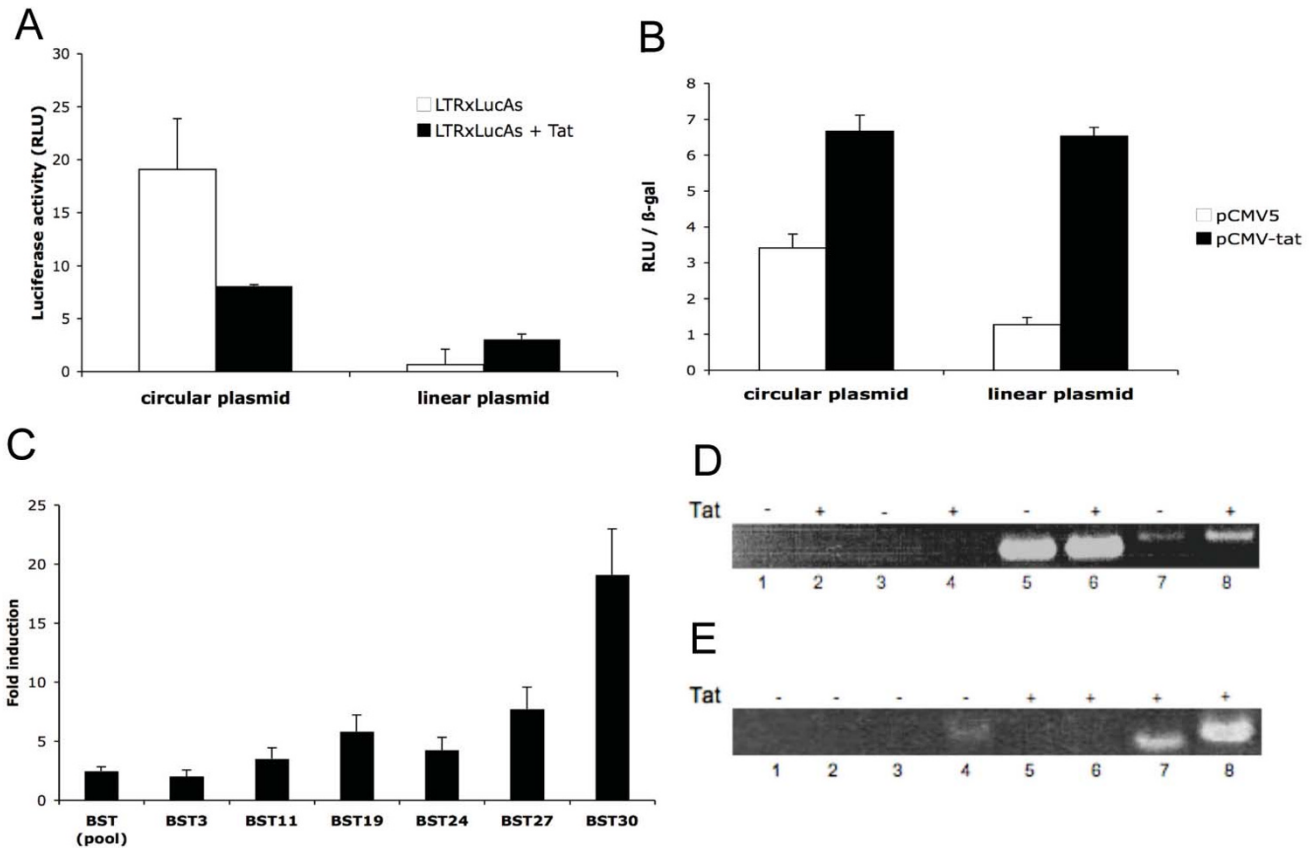 A
Luciferase activity (RLU)
30
25
20
15
10
5
0
LTRxLucAs
LTRxLucAs + Tat
circular plasmid
linear plasmid
B
RLU / ß-gal
8
7
6
5
4
3
2
1
0
pCMV5
pCMV-tat
circular plasmid
linear plasmid
C
Fold induction
25
20
15
10
5
0
BST (pool)
BST3
BST11
BST19
BST24
BST27
BST30
D
Tat - + - + - + - +
1 2 3 4 5 6 7 8
E
Tat - - - - + + + +
1 2 3 4 5 6 7 8